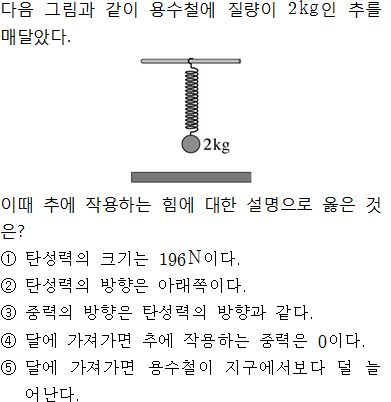 다음 그림과 같이 용수철에 질량이 2kg인 추를
매달았다.
2kg
이때 추에 작용하는 힘에 대한 설명으로 옳은 것
은?
① 탄성력의 크기는 196N이다.
② 탄성력의 방향은 아래쪽이다.
③ 중력의 방향은 탄성력의 방향과 같다.
④ 달에 가져가면 추에 작용하는 중력은 0이다.
⑤ 달에 가져가면 용수철이 지구에서보다 덜 늘
어난다.